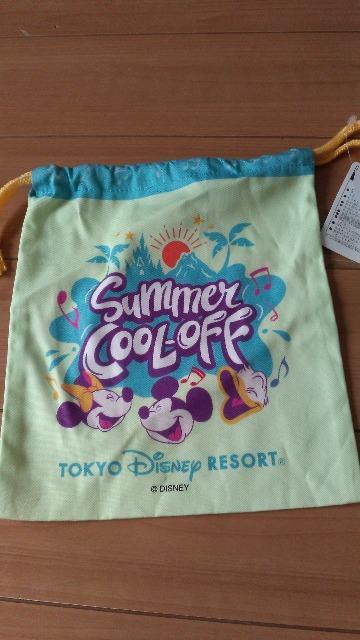 Summer
COOL-OFF
TOKYO Disney RESORT®
© DISNEY